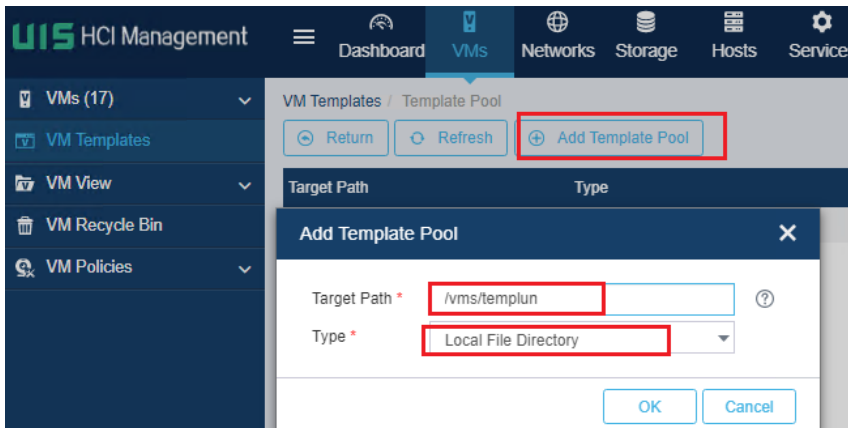 UIS HCI Management
Dashboard
VMs
Networks
Storage
Hosts
Service
VMs (17)
VM Templates
VM View
VM Recycle Bin
VM Policies
VM Templates / Template Pool
Return
Refresh
Add Template Pool
Target Path
Type
Add Template Pool
Target Path *
/vms/templun
Type *
Local File Directory
OK
Cancel